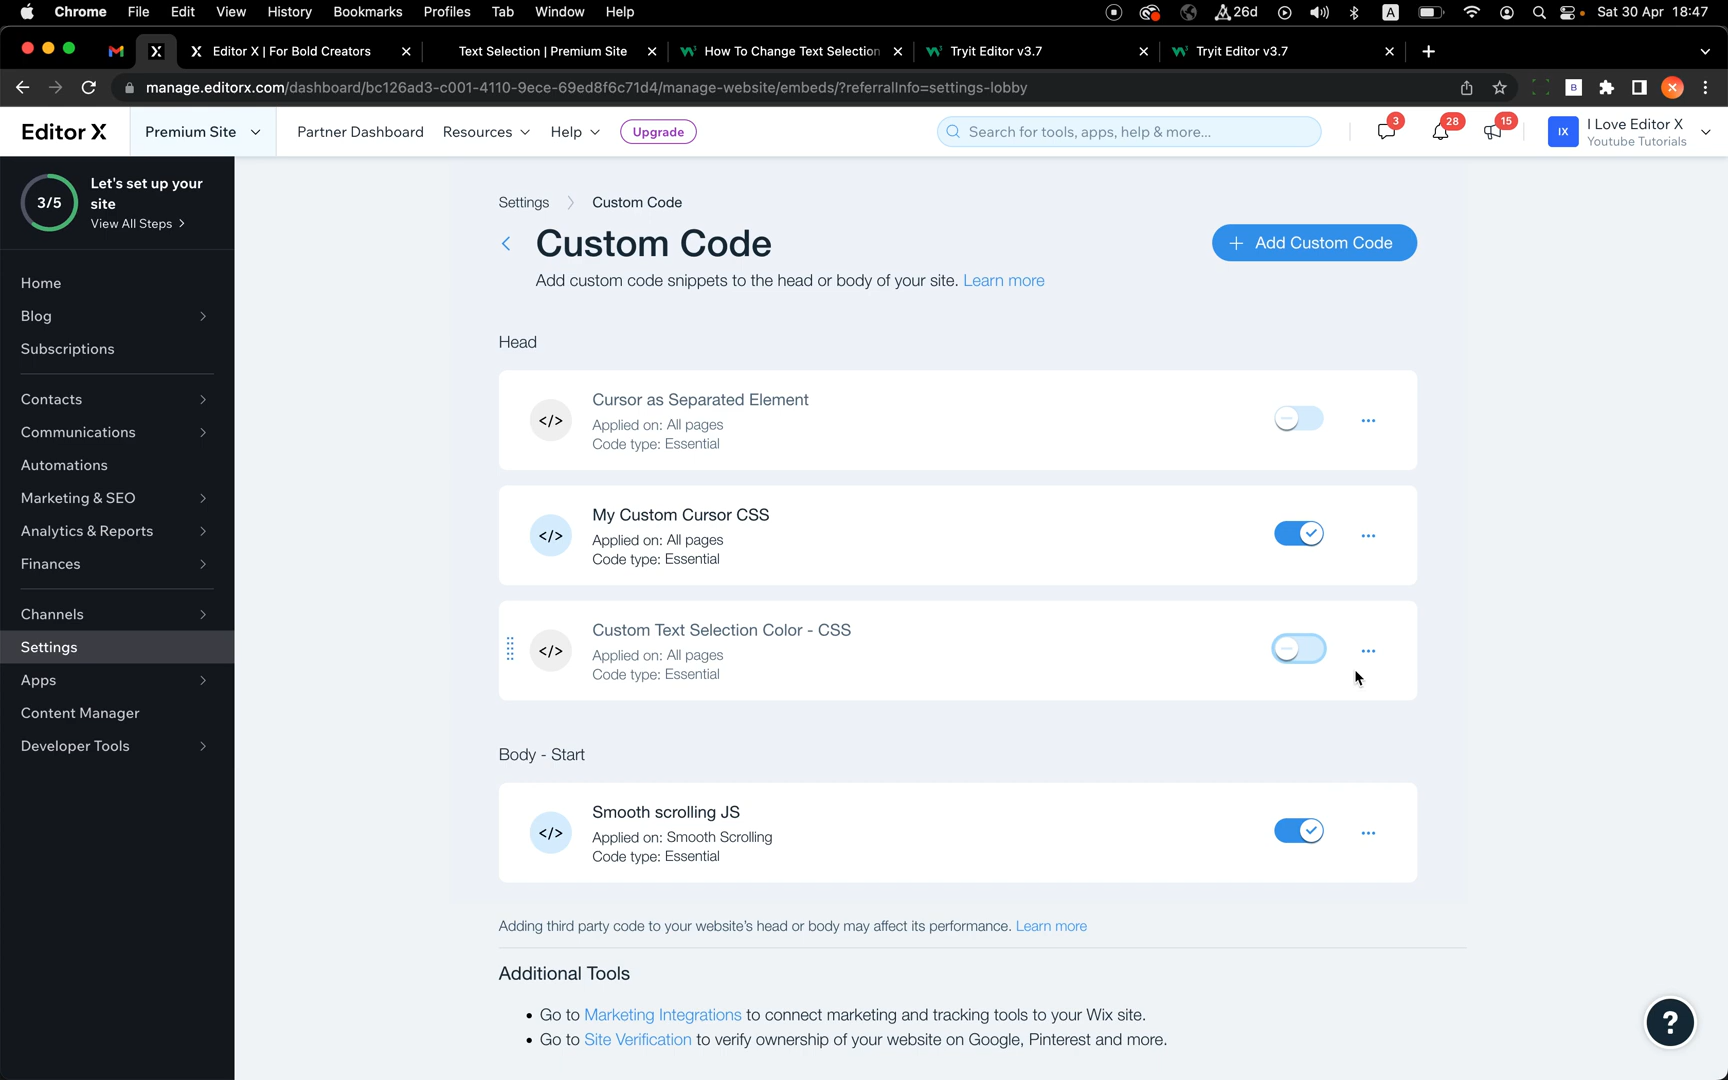 Chrome File Edit View History Bookmarks Profiles Tab Window Help 26d A Sat 30 Apr 18:47
Editor X | For Bold Creators Text Selection | Premium Site How To Change Text Selection Tryit Editor v3.7 Tryit Editor v3.7
manage.editorx.com/dashboard/bc126ad3-c001-4110-9ece-69ed8f6c71d4/manage-website/embeds/?referralInfo=settings-lobby
Editor X Premium Site Partner Dashboard Resources Help Upgrade Search for tools, apps, help & more... 3 28 15 IX I Love Editor X
Youtube Tutorials
3/5
Let's set up your
site
View All Steps >
Home
Blog
Subscriptions
Contacts
Communications
Automations
Marketing & SEO
Analytics & Reports
Finances
Channels
Settings
Apps
Content Manager
Developer Tools
Settings > Custom Code
Custom Code
+ Add Custom Code
Add custom code snippets to the head or body of your site. Learn more
Head
</>
Cursor as Separated Element
Applied on: All pages
Code type: Essential
</>
My Custom Cursor CSS
Applied on: All pages
Code type: Essential
</>
Custom Text Selection Color - CSS
Applied on: All pages
Code type: Essential
Body - Start
</>
Smooth scrolling JS
Applied on: Smooth Scrolling
Code type: Essential
Adding third party code to your website's head or body may affect its performance. Learn more
Additional Tools
• Go to Marketing Integrations to connect marketing and tracking tools to your Wix site.
• Go to Site Verification to verify ownership of your website on Google, Pinterest and more.
?